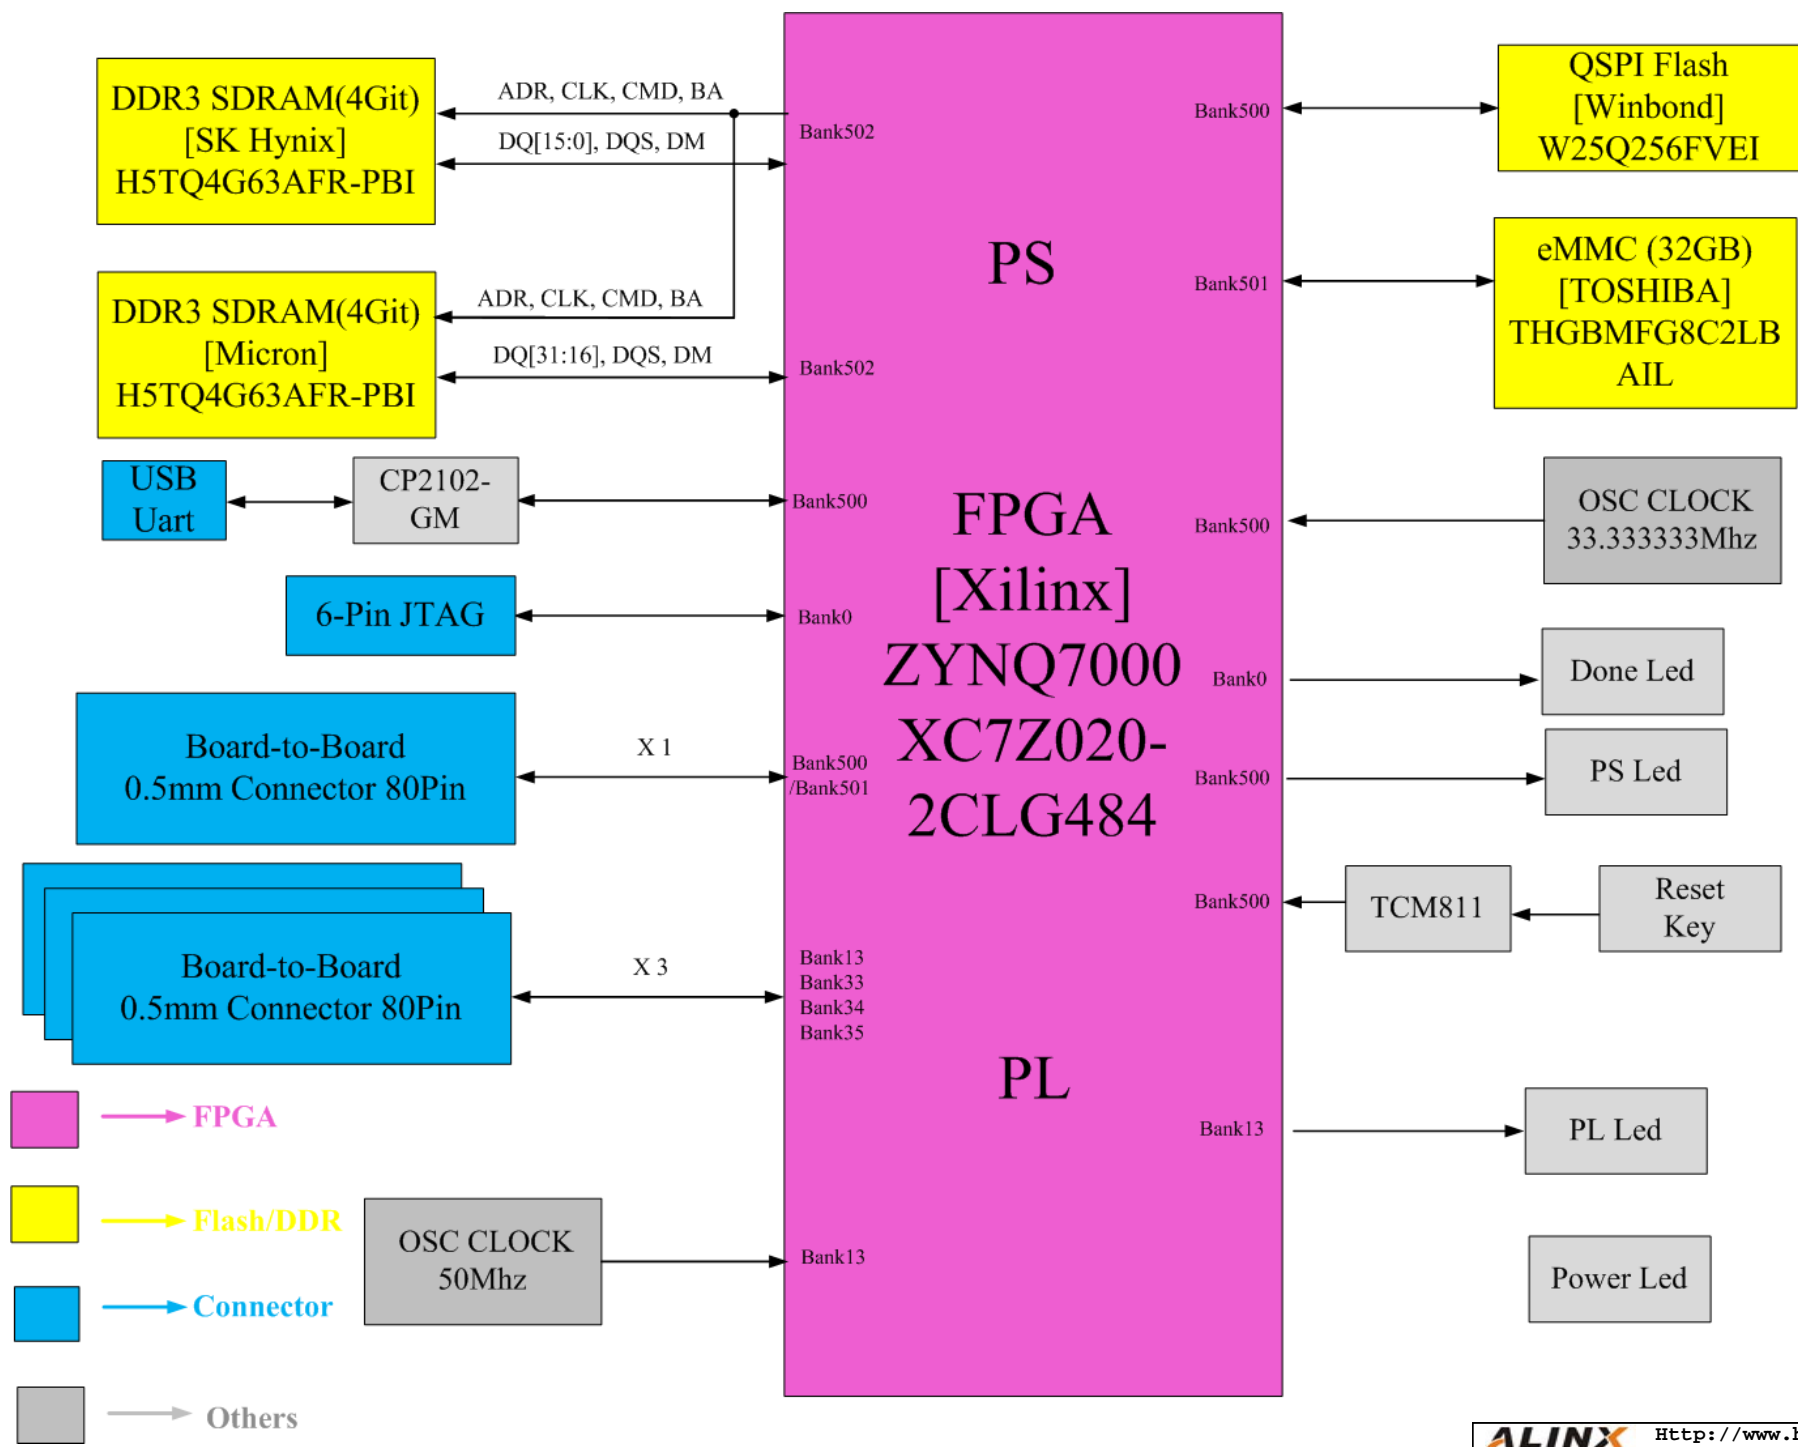 DDR3 SDRAM(4Git)
[SK Hynix]
H5TQ4G63AFR-PBI
ADR, CLK, CMD, BA
DQ[15:0], DQS, DM
Bank502
DDR3 SDRAM(4Git)
[Micron]
H5TQ4G63AFR-PBI
ADR, CLK, CMD, BA
DQ[31:16], DQS, DM
Bank502
USB
Uart
CP2102-
GM
Bank500
6-Pin JTAG
Bank0
Board-to-Board
0.5mm Connector 80Pin
X 1
Bank500
/Bank501
Board-to-Board
0.5mm Connector 80Pin
X 3
Bank13
Bank33
Bank34
Bank35
OSC CLOCK
50Mhz
Bank13
PS
FPGA
[Xilinx]
ZYNQ7000
XC7Z020-
2CLG484
PL
Bank500
QSPI Flash
[Winbond]
W25Q256FVEI
Bank501
eMMC (32GB)
[TOSHIBA]
THGBMFG8C2LB
AIL
Bank500
OSC CLOCK
33.333333Mhz
Bank0
Done Led
Bank500
PS Led
Bank500
TCM811
Reset
Key
Bank13
PL Led
Power Led
FPGA
Flash/DDR
Connector
Others
ALINX
Http://www.h